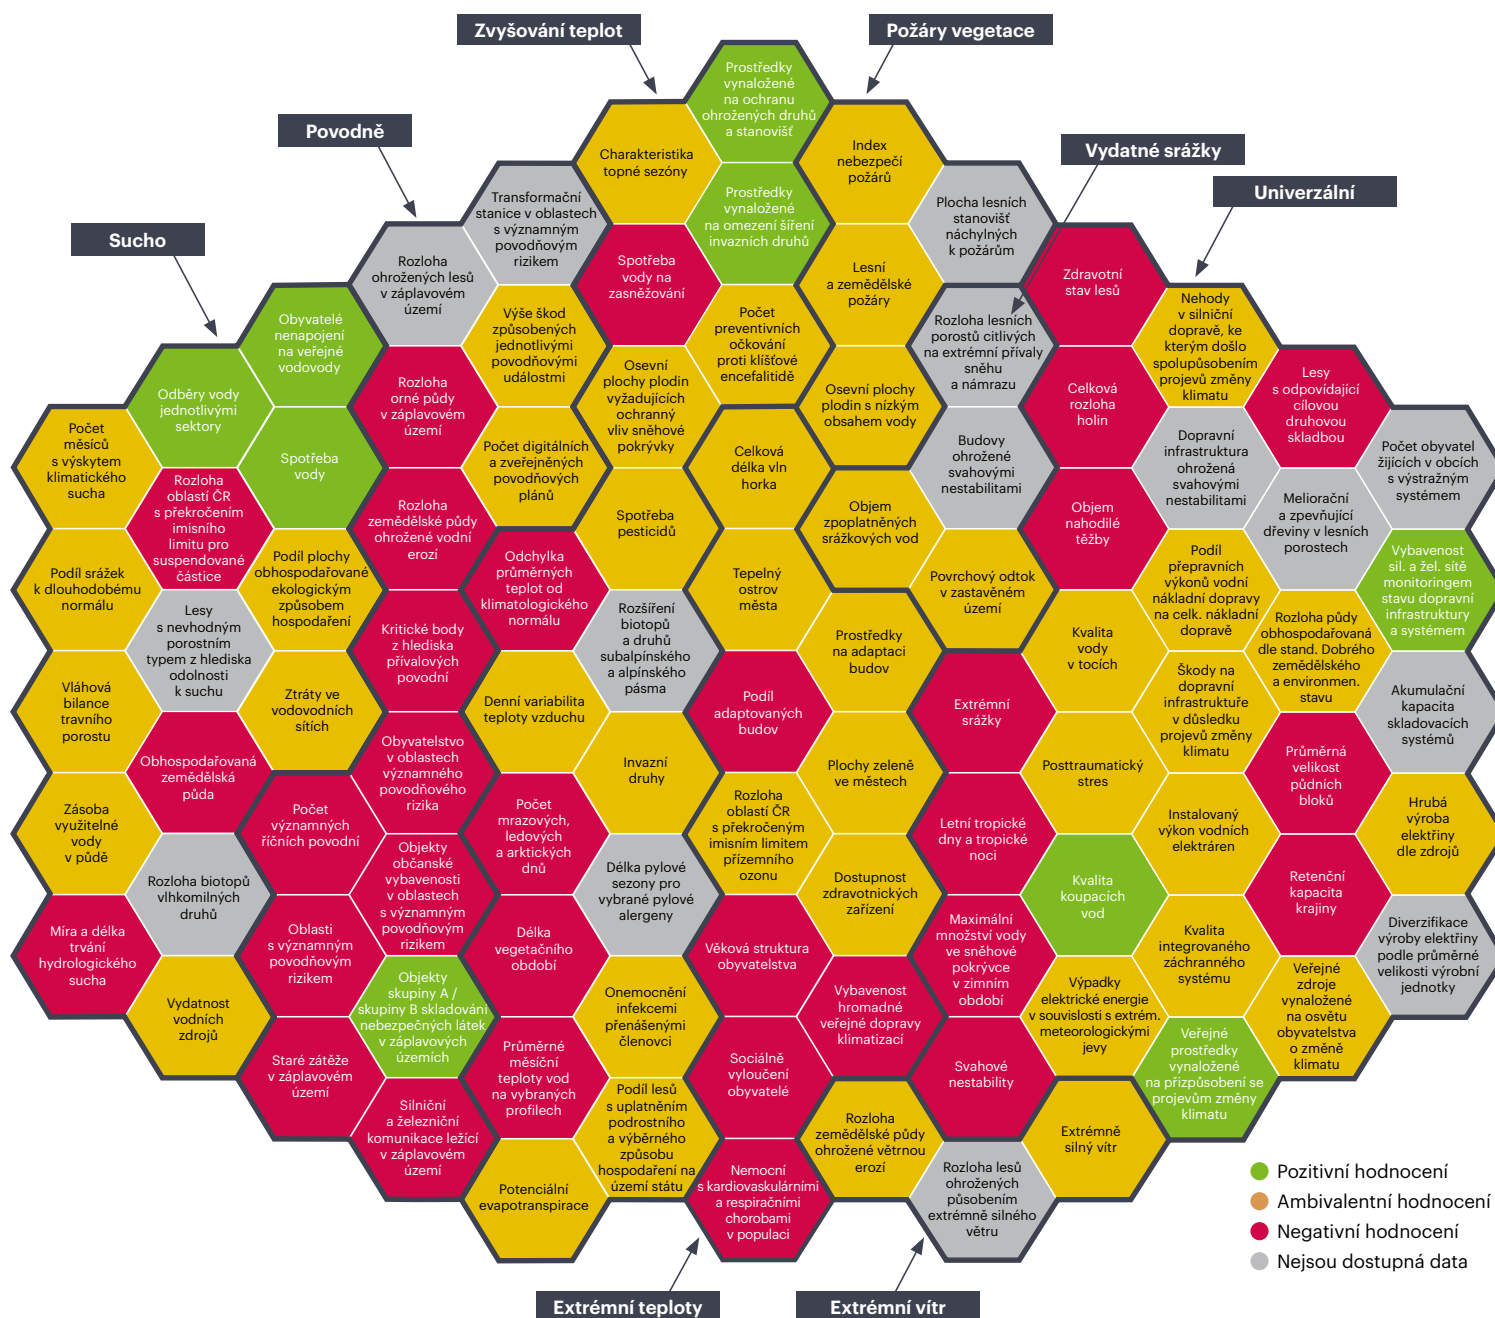 Zvyšování teplot
Požáry vegetace
Povodně
Vydatné srážky
Univerzální
Sucho
Extrémní teploty
Extrémní vítr
Počet
měsíců
s výskytem
klimatického
sucha
Podíl srážek
k dlouhodobému
normálu
Vláhová
bilance
travního
porostu
Zásoba
využitelné
vody
v půdě
Míra a délka
trvání
hydrologického
sucha
Odběry vody
jednotlivými
sektory
Rozloha
oblastí ČR
s překročením
imisního
limitu pro
suspendované
částice
Lesy
s nevhodným
porostním
typem z hlediska
odolnosti
k suchu
Obhospodařovaná
zemědělská
půda
Rozloha biotopů
vlhkomilných
druhů
Vydatnost
vodních
zdrojů
Obyvatelé
nenapojení
na veřejné
vodovody
Spotřeba
vody
Podíl plochy
obhospodařované
ekologickým
způsobem
hospodaření
Ztráty ve
vodovodních
sítích
Počet
významných
říčních povodní
Oblasti
s významným
povodňovým
rizikem
Staré zátěže
v záplavovém
území
Rozloha
ohrožených lesů
v záplavovém
území
Rozloha
orné půdy
v záplavovém
území
Rozloha
zemědělské půdy
ohrožené vodní
erozí
Kritické body
z hlediska
přívalových
povodní
Obyvatelstvo
v oblastech
významného
povodňového
rizika
Objekty
občanské
vybavenosti
v oblastech
s významným
povodňovým
rizikem
Objekty
skupiny A /
skupiny B skladování
nebezpečných látek
v záplavových
územích
Silniční
a železniční
komunikace ležící
v záplavovém
území
Transformační
stanice v oblastech
s významným
povodňovým
rizikem
Výše škod
způsobených
jednotlivými
povodňovými
událostmi
Počet digitálních
a zveřejněných
povodňových
plánů
Odchylka
průměrných
teplot od
klimatologického
normálu
Denní variabilita
teploty vzduchu
Počet
mrazových,
ledových
a arktických
dnů
Délka
vegetačního
období
Průměrné
měsíční
teploty vod
na vybraných
profilech
Potenciální
evapotranspirace
Charakteristika
topné sezóny
Spotřeba
vody na
zasněžování
Osevní
plochy plodin
vyžadujících
ochranný
vliv sněhové
pokrývky
Spotřeba
pesticidů
Rozšíření
biotopů
a druhů
subalpínského
a alpínského
pásma
Invazní
druhy
Délka pylové
sezony pro
vybrané pylové
alergeny
Onemocnění
infekcemi
přenášenými
členovci
Podíl lesů
s uplatněním
podrostního
a výběrného
způsobu
hospodaření na
území státu
Prostředky
vynaložené
na ochranu
ohrožených druhů
a stanovišť
Prostředky
vynaložené
na omezení šíření
invazních druhů
Počet
preventivních
očkování
proti klíšťové
encefalitidě
Celková
délka vln
horka
Tepelný
ostrov
města
Podíl
adaptovaných
budov
Rozloha
oblastí ČR
s překročeným
imisním limitem
přízemního
ozonu
Věková struktura
obyvatelstva
Sociálně
vyloučení
obyvatelé
Nemocní
s kardiovaskulárními
a respiračními
chorobami
v populaci
Index
nebezpečí
požárů
Lesní
a zemědělské
požáry
Osevní plochy
plodin s nízkým
obsahem vody
Objem
zpoplatněných
srážkových vod
Prostředky
na adaptaci
budov
Plochy zeleně
ve městech
Dostupnost
zdravotnických
zařízení
Vybavenost
hromadné
veřejné dopravy
klimatizací
Rozloha
zemědělské půdy
ohrožené větrnou
erozí
Plocha lesních
stanovišť
náchylných
k požárům
Rozloha lesních
porostů citlivých
na extrémní přívaly
sněhu
a námrazu
Budovy
ohrožené
svahovými
nestabilitami
Povrchový odtok
v zastavěném
území
Extrémní
srážky
Letní tropické
dny a tropické
noci
Maximální
množství vody
ve sněhové
pokrývce
v zimním
období
Svahové
nestability
Rozloha lesů
ohrožených
působením
extrémně silného
větru
Zdravotní
stav lesů
Celková
rozloha
holin
Objem
nahodilé
těžby
Kvalita
vody
v tocích
Posttraumatický
stres
Kvalita
koupacích
vod
Výpadky
elektrické energie
v souvislosti s extrém.
meteorologickými
jevy
Extrémně
silný vítr
Nehody
v silniční
dopravě, ke
kterým došlo
spolupůsobením
projevů změny
klimatu
Dopravní
infrastruktura
ohrožená
svahovými
nestabilitami
Podíl
přepravních
výkonů vodní
nákladní dopravy
na celk. nákladní
dopravě
Škody na
dopravní
infrastruktuře
v důsledku
projevů změny
klimatu
Instalovaný
výkon vodních
elektráren
Kvalita
integrovaného
záchranného
systému
Veřejné
prostředky
vynaložené
na přizpůsobení se
projevům změny
klimatu
Lesy
s odpovídající
cílovou
druhovou
skladbou
Meliorační
a zpevňující
dřeviny v lesních
porostech
Rozloha půdy
obhospodařovaná
dle stand. Dobrého
zemědělského
a environmen.
stavu
Průměrná
velikost
půdních
bloků
Retenční
kapacita
krajiny
Veřejné
zdroje
vynaložené
na osvětu
obyvatelstva
o změně
klimatu
Počet obyvatel
žijících v obcích
s výstražným
systémem
Vybavenost
sil. a žel. sítě
monitoringem
stavu dopravní
infrastruktury
a systémem
Akumulační
kapacita
skladovacích
systémů
Hrubá
výroba
elektřiny
dle zdrojů
Diverzifikace
výroby elektřiny
podle průměrné
velikosti výrobní
jednotky
Pozitivní hodnocení
Ambivalentní hodnocení
Negativní hodnocení
Nejsou dostupná data